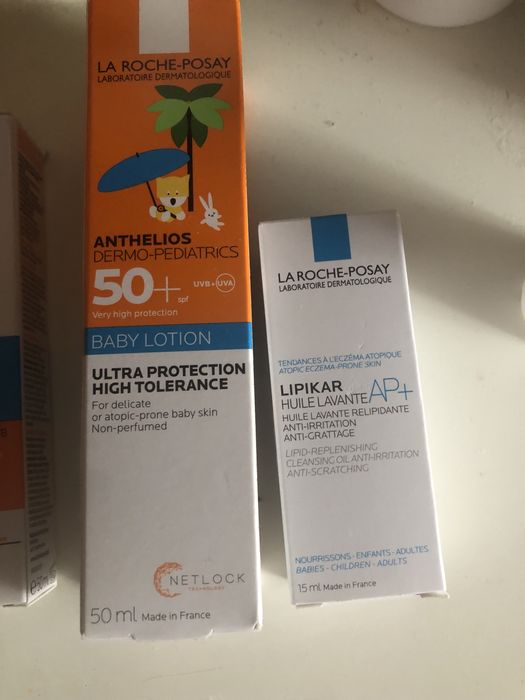 LA ROCHE-POSAY
LABORATOIRE DERMATOLOGIQUE
ANTHELIOS
DERMO-PEDIATRICS
50+ spf
UVB+UVA
Very high protection
BABY LOTION
ULTRA PROTECTION
HIGH TOLERANCE
For delicate
or atopic-prone baby skin
Non-perfumed
NETLOCK
TECHNOLOGY
50 ml Made in France
LA ROCHE-POSAY
LABORATOIRE DERMATOLOGIQUE
TENDANCES À L'ECZÉMA ATOPIQUE
ATOPIC ECZEMA-PRONE SKIN
LIPIKAR
HUILE LAVANTE AP+
HUILE LAVANTE RELIPIDANTE
ANTI-IRRITATION
ANTI-GRATTAGE
LIPID-REPLENISHING
CLEANSING OIL ANTI-IRRITATION
ANTI-SCRATCHING
NOURRISSONS - ENFANTS - ADULTES
BABIES - CHILDREN - ADULTS
15 ml Made in France